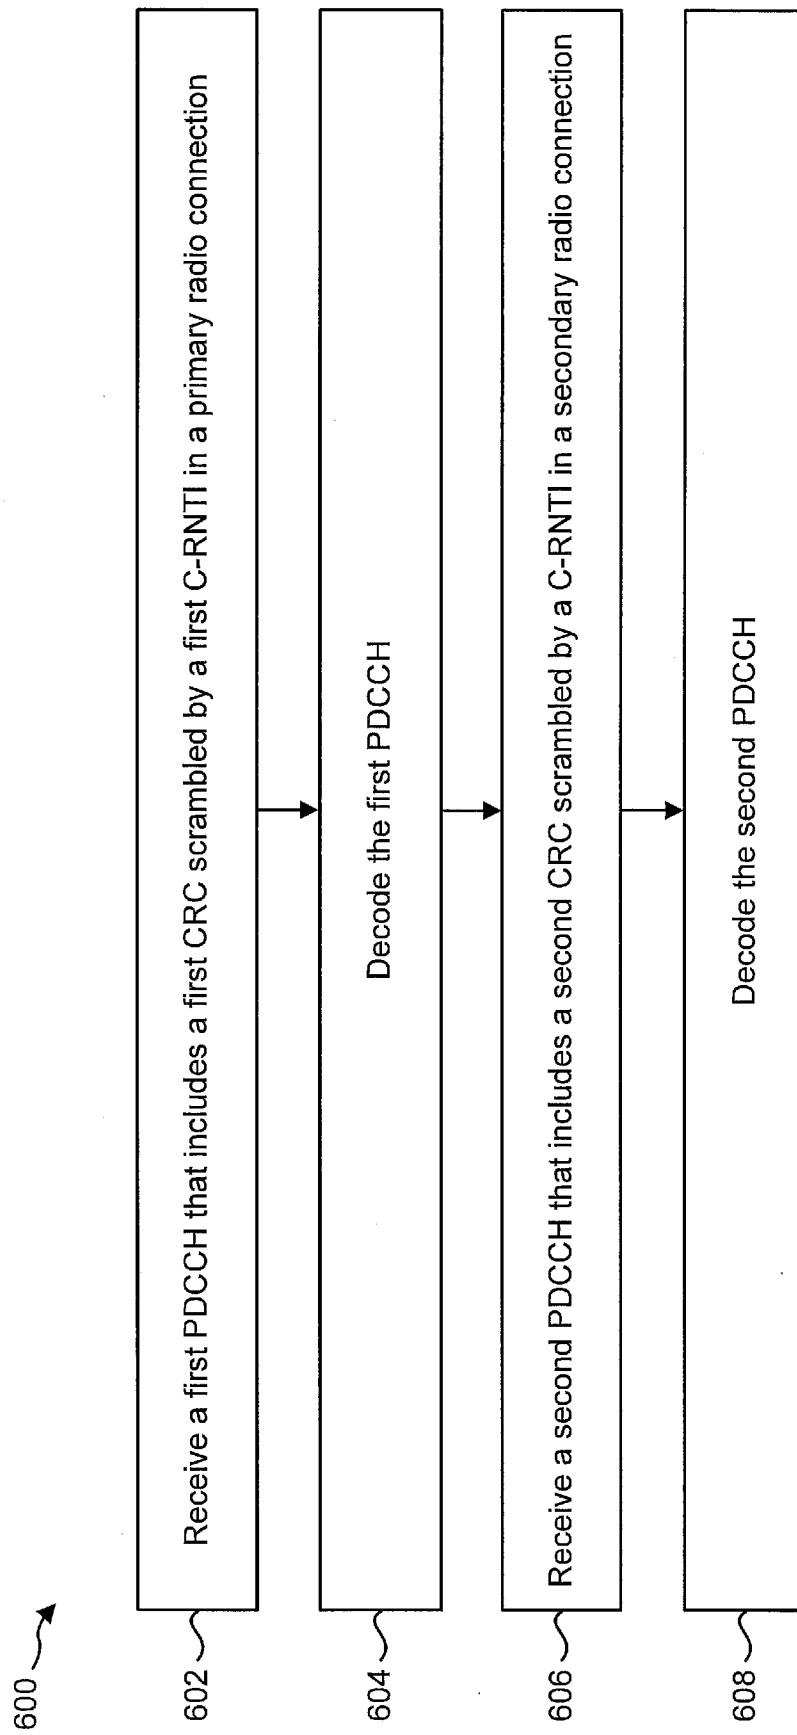 600
602
Receive a first PDCCH that includes a first CRC scrambled by a first C-RNTI in a primary radio connection
604
Decode the first PDCCH
606
Receive a second PDCCH that includes a second CRC scrambled by a C-RNTI in a secondary radio connection
608
Decode the second PDCCH